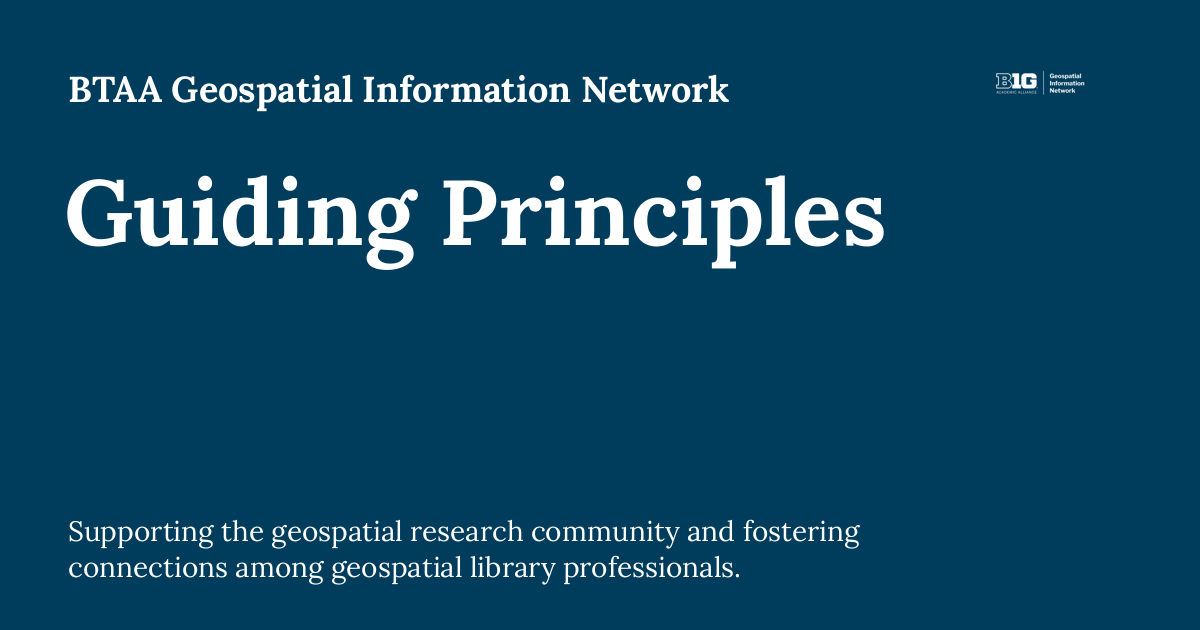 BTAA Geospatial Information Network
B1G
ACADEMIC ALLIANCE
Geospatial
Information
Network
Guiding Principles
Supporting the geospatial research community and fostering
connections among geospatial library professionals.